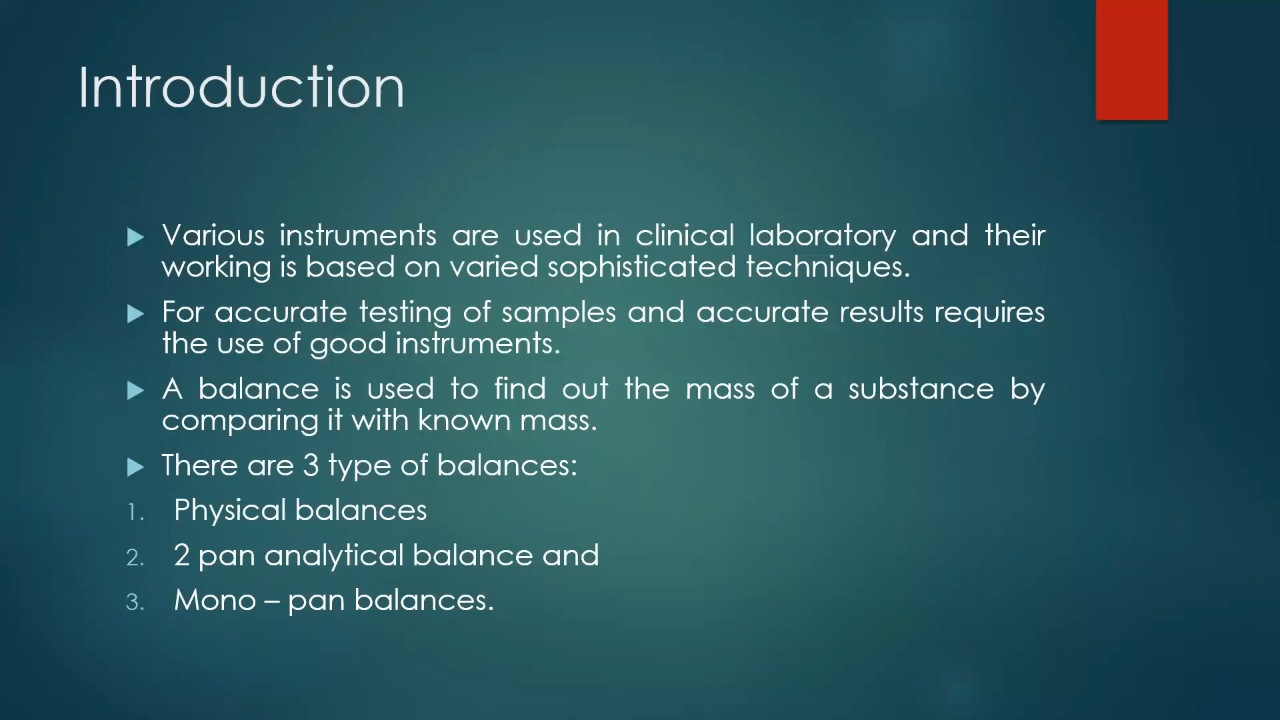 Introduction
Various instruments are used in clinical laboratory and their
working is based on varied sophisticated techniques.
For accurate testing of samples and accurate results requires
the use of good instruments.
A balance is used to find out the mass of a substance by
comparing it with known mass.
There are 3 type of balances:
1. Physical balances
2. 2 pan analytical balance and
3. Mono – pan balances.